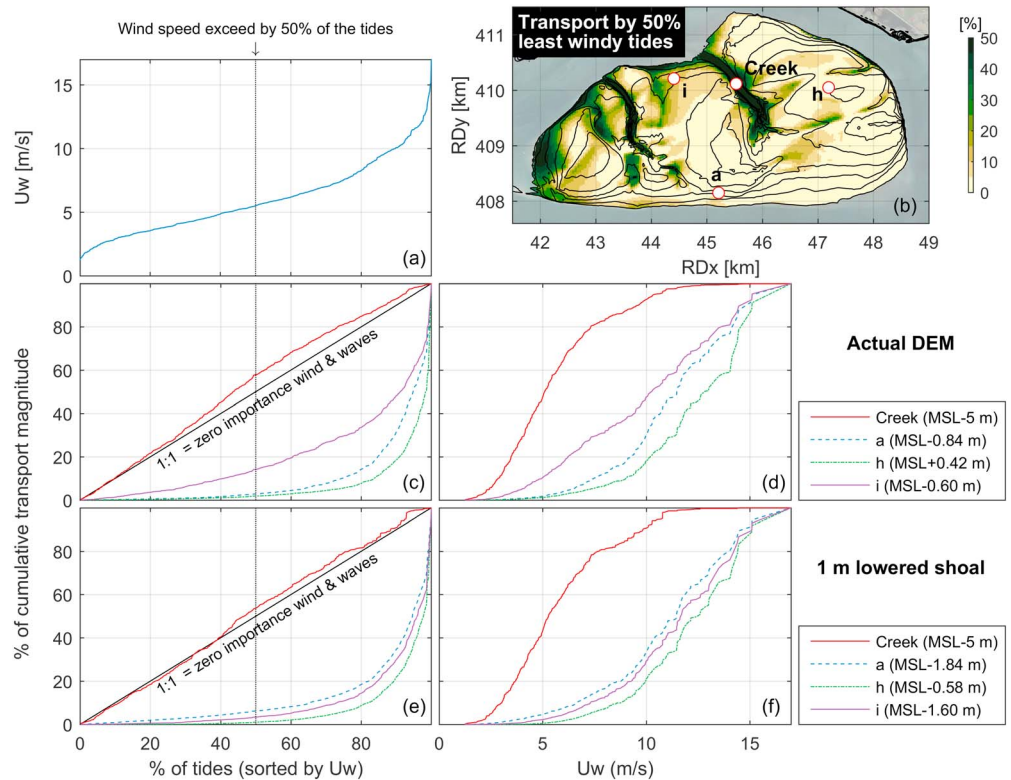 Wind speed exceed by 50% of the tides
↓
Uw [m/s]
15
10
5
0
(a)
Transport by 50%
least windy tides
Creek
i
h
a
(b)
RDy [km]
411
410
409
408
42 43 44 45 46 47 48 49
RDx [km]
[%]
50
40
30
20
10
0
% of cumulative transport magnitude
80
60
40
20
0
1:1 = zero importance wind & waves
(c)
(d)
Actual DEM
Creek (MSL-5 m)
a (MSL-0.84 m)
h (MSL+0.42 m)
i (MSL-0.60 m)
80
60
40
20
0
1:1 = zero importance wind & waves
(e)
0 20 40 60 80
% of tides (sorted by Uw)
(f)
0 5 10 15
Uw (m/s)
1 m lowered shoal
Creek (MSL-5 m)
a (MSL-1.84 m)
h (MSL-0.58 m)
i (MSL-1.60 m)